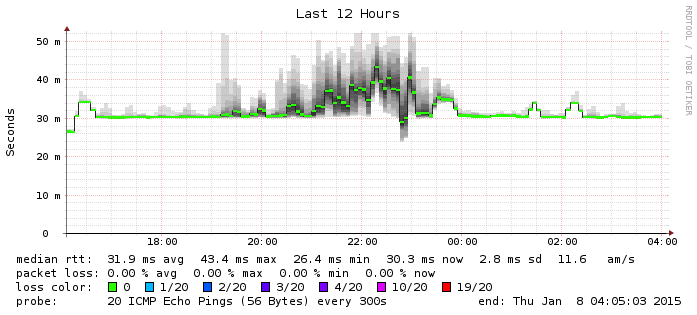 Last 12 Hours
RRDTOOL / TOBI OETIKER
Seconds
50 m
40 m
30 m
20 m
10 m
0
18:00 20:00 22:00 00:00 02:00 04:00
median rtt: 31.9 ms avg 43.4 ms max 26.4 ms min 30.3 ms now 2.8 ms sd 11.6 am/s
packet loss: 0.00 % avg 0.00 % max 0.00 % min 0.00 % now
loss color: 0 1/20 2/20 3/20 4/20 10/20 19/20
probe: 20 ICMP Echo Pings (56 Bytes) every 300s end: Thu Jan 8 04:05:03 2015